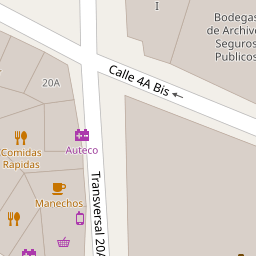 I
Bodegas
de Archivo
Seguros
Publicos
Calle 4A Bis
20A
Auteco
Comidas
Rapidas
Manechos
Transversal 20A